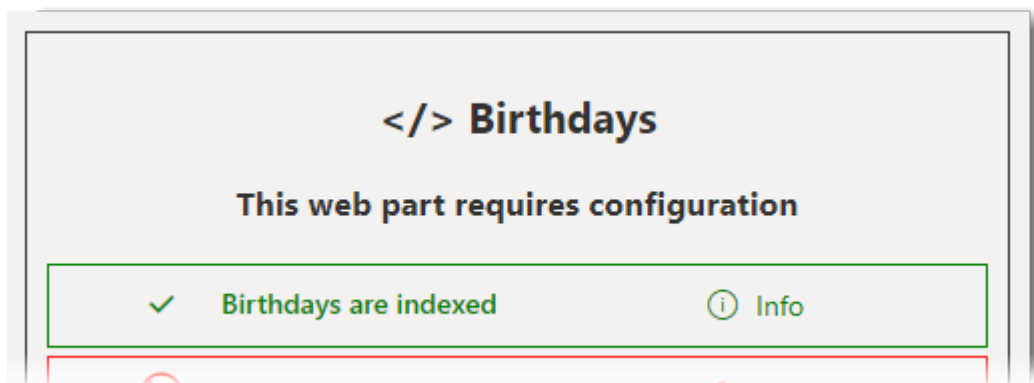 </> Birthdays
This web part requires configuration
Birthdays are indexed Info